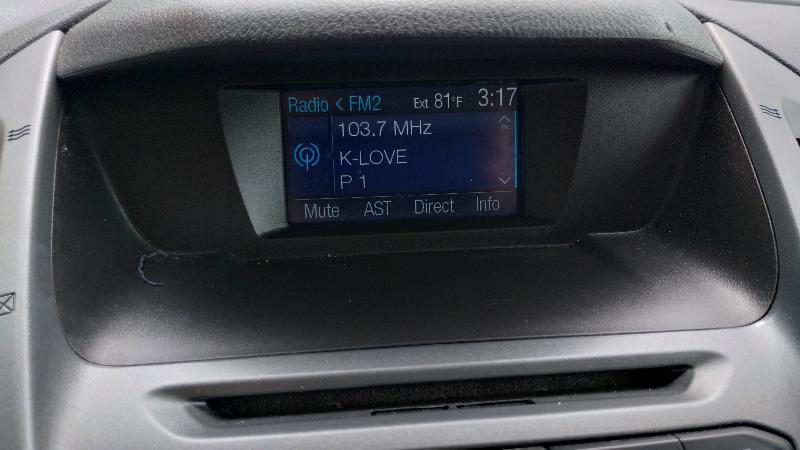 Radio < FM2 Ext 81°F 3:17
103.7 MHz
K-LOVE
P 1
Mute AST Direct Info